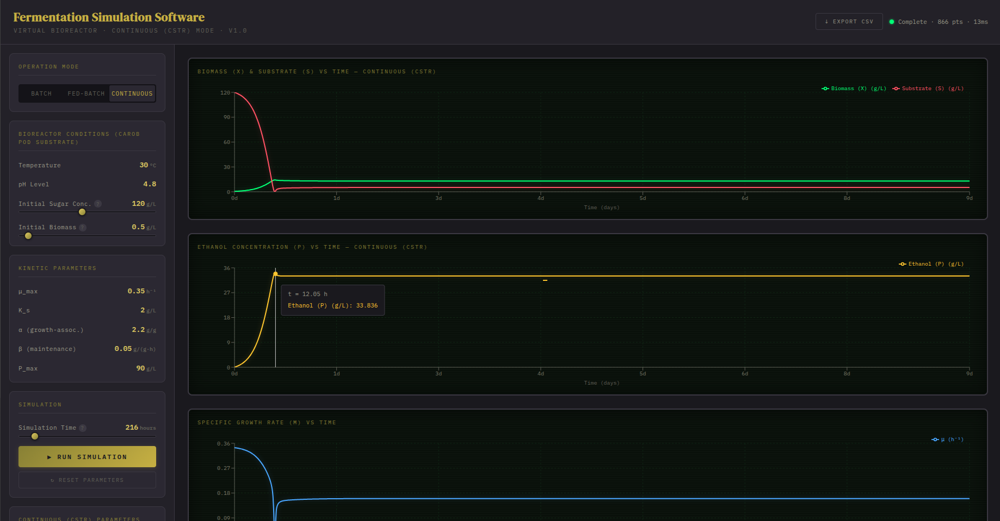 Fermentation Simulation Software
VIRTUAL BIOREACTOR · CONTINUOUS (CSTR) MODE · V1.0
↓ EXPORT CSV
Complete · 866 pts · 13ms
OPERATION MODE
BATCH FED-BATCH CONTINUOUS
BIOREACTOR CONDITIONS (CAROB
POD SUBSTRATE)
Temperature 30 °C
pH Level 4.8
Initial Sugar Conc. ? 120 g/L
Initial Biomass ? 0.5 g/L
KINETIC PARAMETERS
μ_max 0.35 h⁻¹
K_s 2 g/L
α (growth-assoc.) 2.2 g/g
β (maintenance) 0.05 g/(g·h)
P_max 90 g/L
SIMULATION
Simulation Time ? 216 hours
▶ RUN SIMULATION
↻ RESET PARAMETERS
CONTINUOUS (CSTR) PARAMETERS
BIOMASS (X) & SUBSTRATE (S) VS TIME — CONTINUOUS (CSTR)
Biomass (X) (g/L) Substrate (S) (g/L)
120
90
60
30
0
0d 1d 3d 4d 5d 6d 8d 9d
Time (days)
ETHANOL CONCENTRATION (P) VS TIME — CONTINUOUS (CSTR)
Ethanol (P) (g/L)
36
27
18
9
0
t = 12.05 h
Ethanol (P) (g/L): 33.836
0d 1d 3d 4d 5d 6d 8d 9d
Time (days)
SPECIFIC GROWTH RATE (Μ) VS TIME
μ (h⁻¹)
0.36
0.27
0.18
0.09